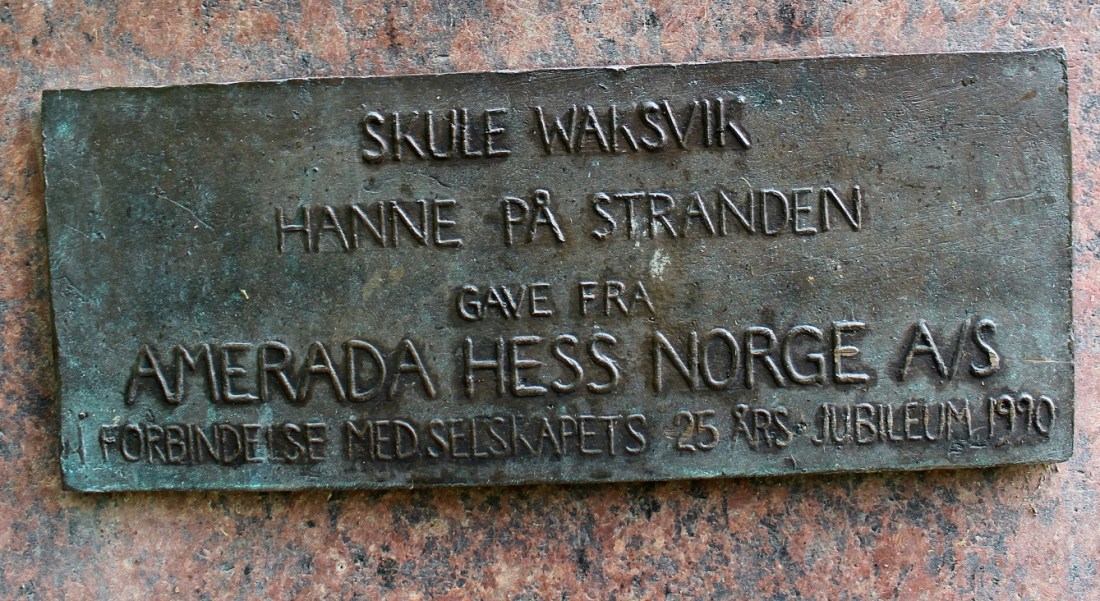 SKULE WAKSVIK
HANNE PÅ STRANDEN
GAVE FRA
AMERADA HESS NORGE A/S
I FORBINDELSE MED SELSKAPETS 25 ÅRS JUBILEUM 1990